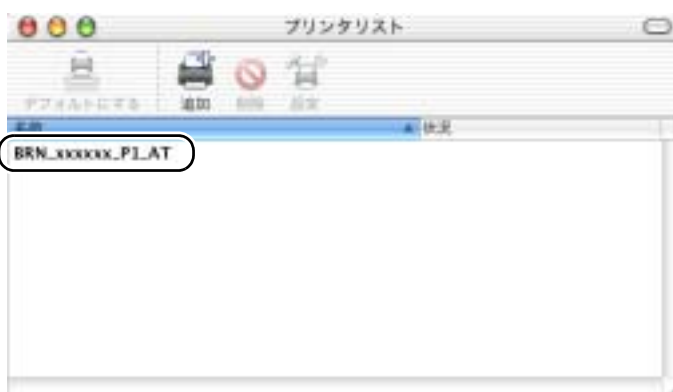 プリンタリスト
デフォルトにする 追加 削除 設定
名前 状況
BRN_xxxxxx_P1_AT